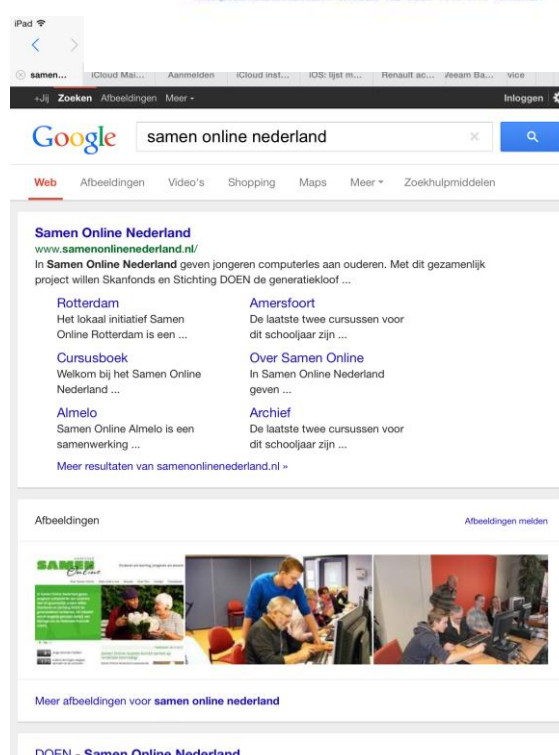 iPad
samen...
iCloud Mai...
Aanmelden
iCloud inst...
iOS: lijst m...
Renault ac...
Veeam Ba...
vice
+Jij Zoeken Afbeeldingen Meer
Inloggen
Google
samen online nederland
Web Afbeeldingen Video's Shopping Maps Meer Zoekhulpmiddelen
Samen Online Nederland
www.samenonlinenederland.nl/
In Samen Online Nederland geven jongeren computerles aan ouderen. Met dit gezamenlijk
project willen Skanfonds en Stichting DOEN de generatiekloof ...
Rotterdam
Het lokaal initiatief Samen
Online Rotterdam is een ...
Amersfoort
De laatste twee cursussen voor
dit schooljaar zijn ...
Cursusboek
Welkom bij het Samen Online
Nederland ...
Over Samen Online
In Samen Online Nederland
geven ...
Almelo
Samen Online Almelo is een
samenwerking ...
Archief
De laatste twee cursussen voor
dit schooljaar zijn ...
Meer resultaten van samenonlinenederland.nl »
Afbeeldingen
Afbeeldingen melden
SAMEN
Online
Meer afbeeldingen voor samen online nederland
DOEN - Samen Online Nederland